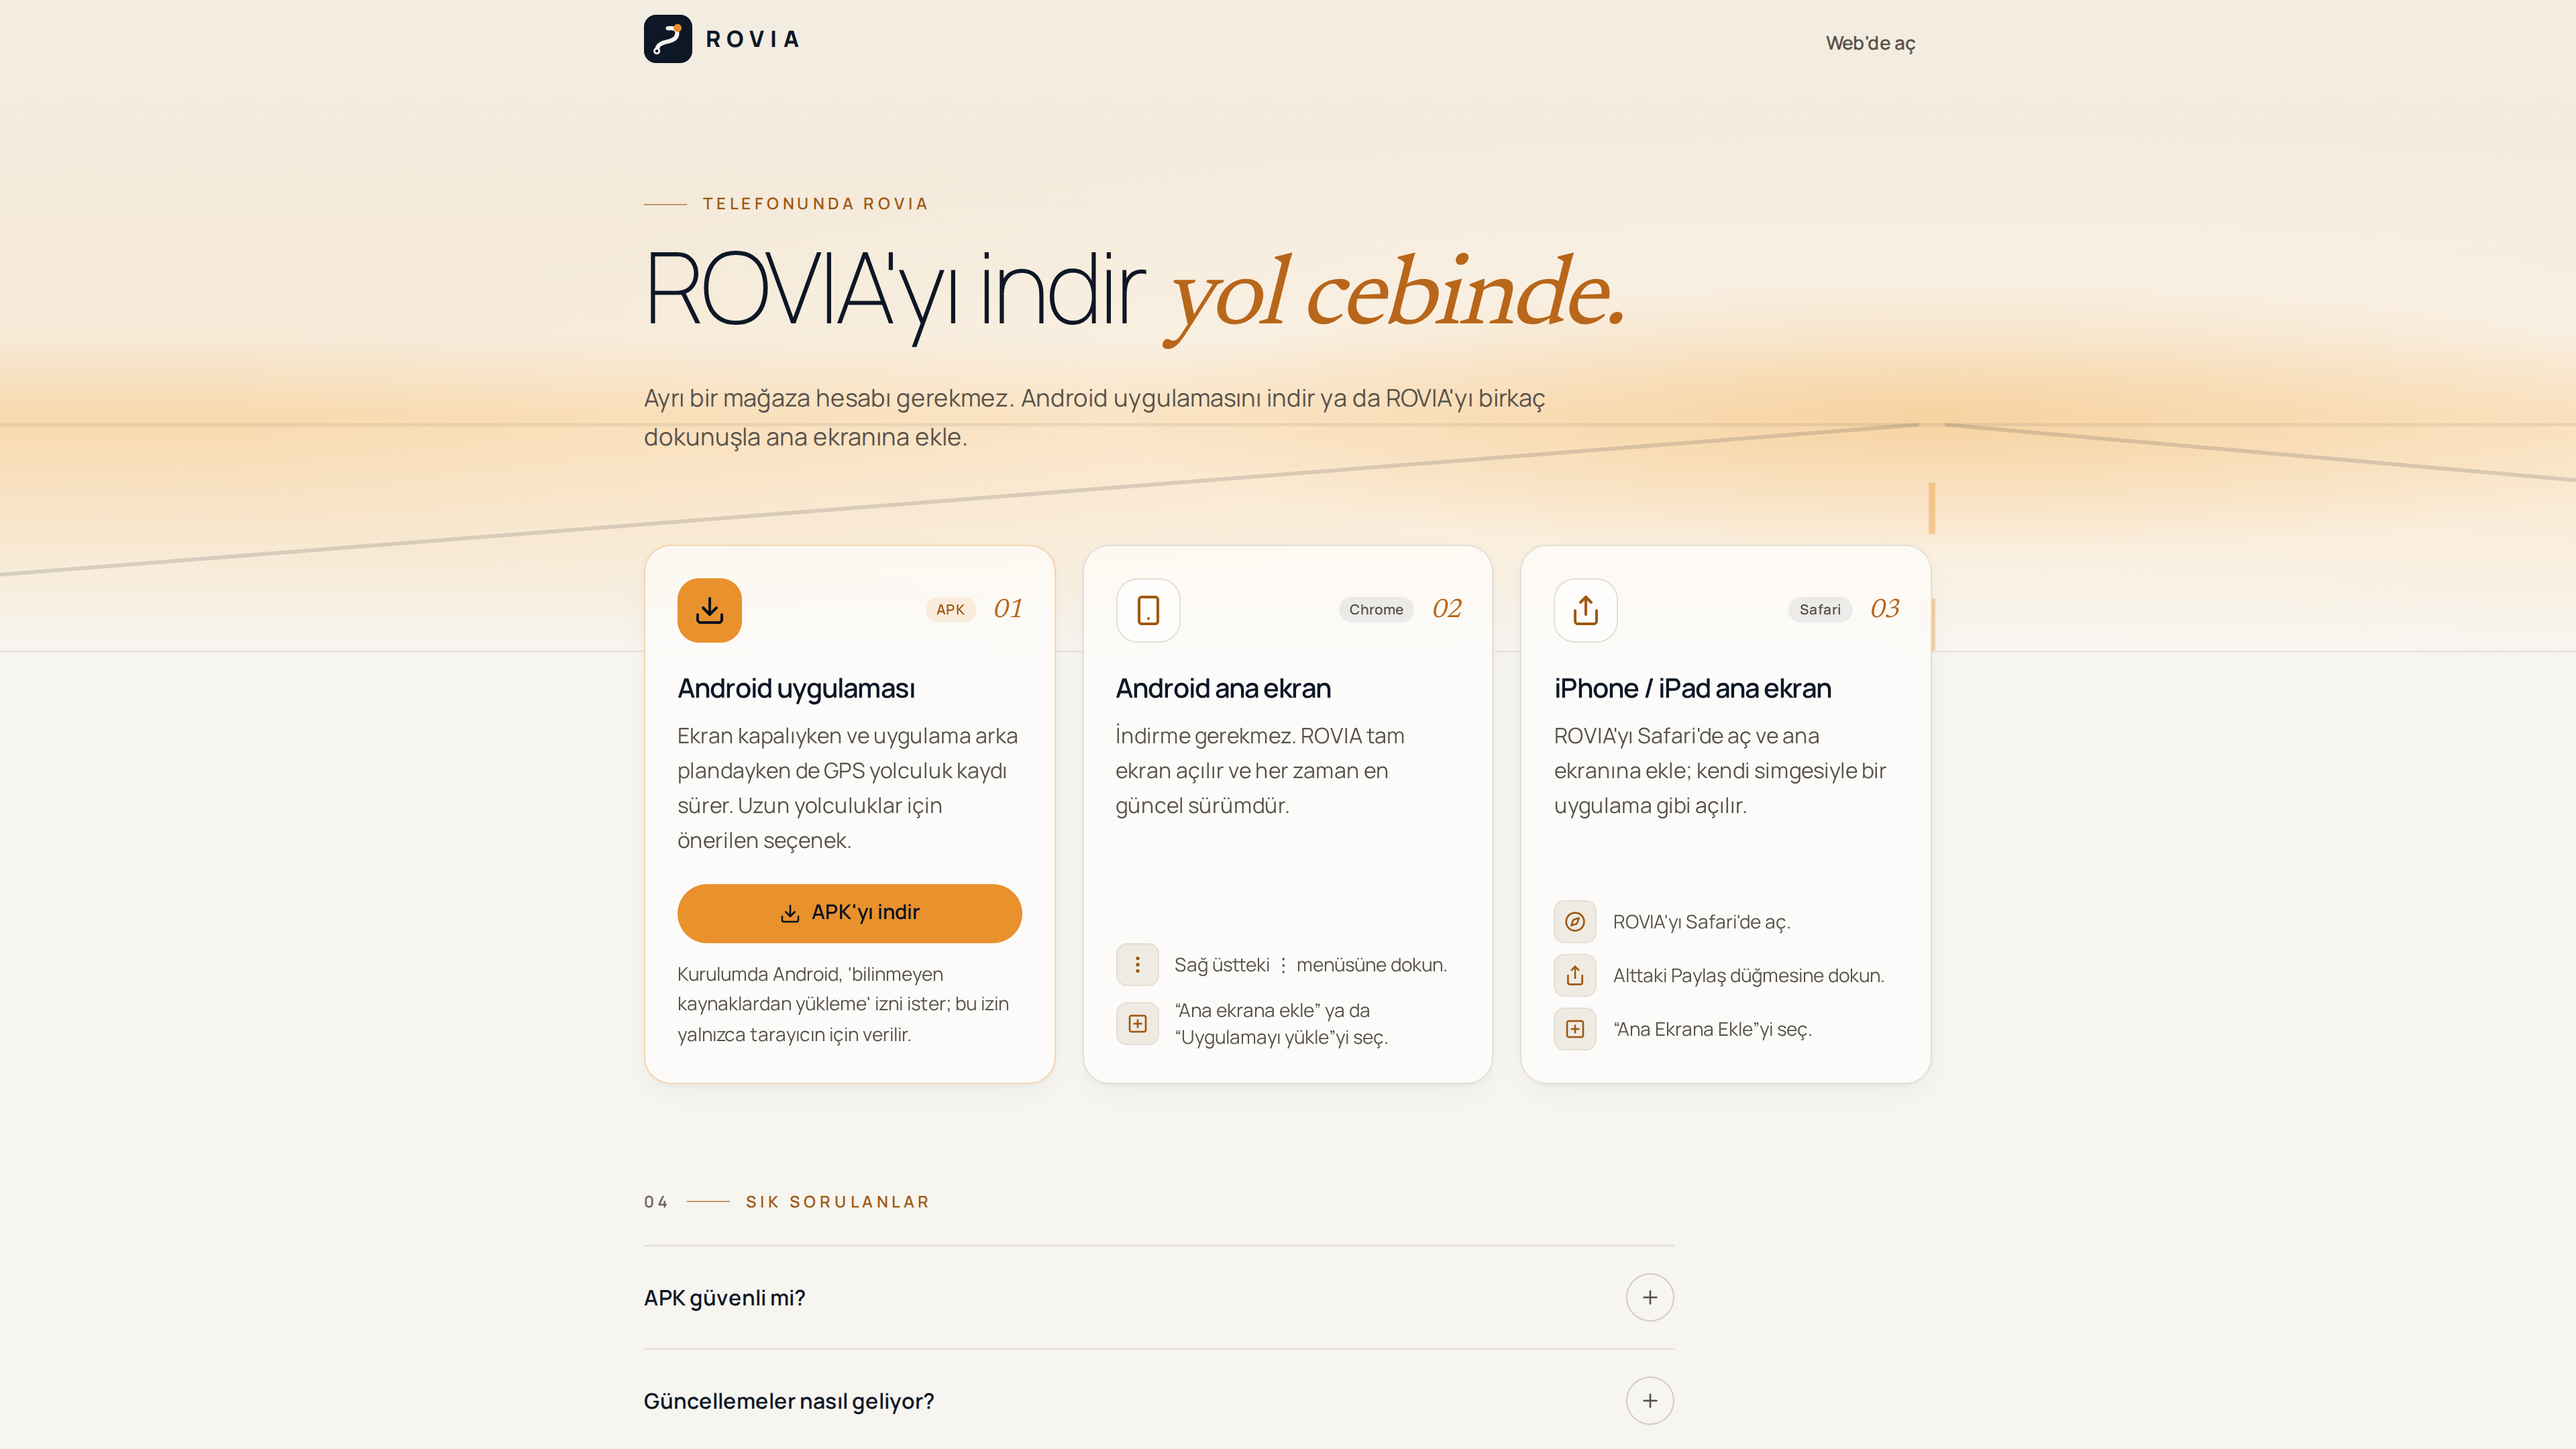 ROVIA
Web'de aç
TELEFONUNDA ROVIA
ROVIA'yı indir yol cebinde.
Ayrı bir mağaza hesabı gerekmez. Android uygulamasını indir ya da ROVIA'yı birkaç
dokunuşla ana ekranına ekle.
APK 01
Android uygulaması
Ekran kapalıyken ve uygulama arka
plandayken de GPS yolculuk kaydı
sürer. Uzun yolculuklar için
önerilen seçenek.
APK'yı indir
Kurulumda Android, 'bilinmeyen
kaynaklardan yükleme' izni ister; bu izin
yalnızca tarayıcın için verilir.
Chrome 02
Android ana ekran
İndirme gerekmez. ROVIA tam
ekran açılır ve her zaman en
güncel sürümdür.
Sağ üstteki ⋮ menüsüne dokun.
“Ana ekrana ekle” ya da
“Uygulamayı yükle”yi seç.
Safari 03
iPhone / iPad ana ekran
ROVIA'yı Safari'de aç ve ana
ekranına ekle; kendi simgesiyle bir
uygulama gibi açılır.
ROVIA'yı Safari'de aç.
Alttaki Paylaş düğmesine dokun.
“Ana Ekrana Ekle”yi seç.
04 SIK SORULANLAR
APK güvenli mi?
Güncellemeler nasıl geliyor?